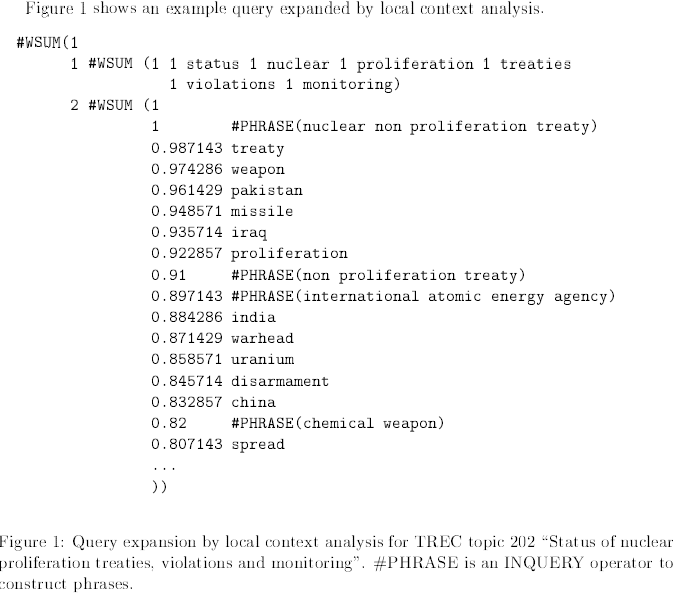 Figure 1 shows an example query expanded by local context analysis.
#WSUM(1
1 #WSUM (1 1 status 1 nuclear 1 proliferation 1 treaties
1 violations 1 monitoring)
2 #WSUM (1
1 #PHRASE(nuclear non proliferation treaty)
0.987143 treaty
0.974286 weapon
0.961429 pakistan
0.948571 missile
0.935714 iraq
0.922857 proliferation
0.91 #PHRASE(non proliferation treaty)
0.897143 #PHRASE(international atomic energy agency)
0.884286 india
0.871429 warhead
0.858571 uranium
0.845714 disarmament
0.832857 china
0.82 #PHRASE(chemical weapon)
0.807143 spread
...
))
Figure 1: Query expansion by local context analysis for TREC topic 202 “Status of nuclear
proliferation treaties, violations and monitoring”. #PHRASE is an INQUERY operator to
construct phrases.